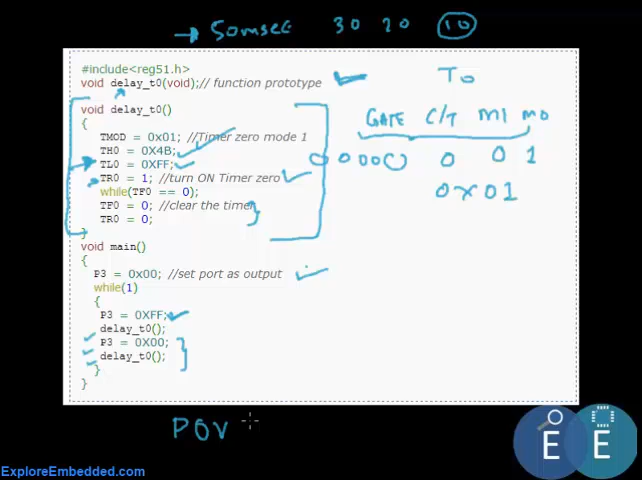 → 50msec 30 20 10
#include<reg51.h>
void delay_t0(void);// function prototype
T0
void delay_t0()
GATE C/T M1 M0
{
TMOD = 0x01; //Timer zero mode 1
TH0 = 0X4B;
0 000 0 0 0 1
TL0 = 0XFF;
TR0 = 1; //turn ON Timer zero
while(TF0 == 0);
0x01
TF0 = 0; //clear the timer
TR0 = 0;
}
void main()
{
P3 = 0x00; //set port as output
while(1)
{
P3 = 0XFF;
delay_t0();
P3 = 0X00;
delay_t0();
}
}
POV
E E
ExploreEmbedded.com